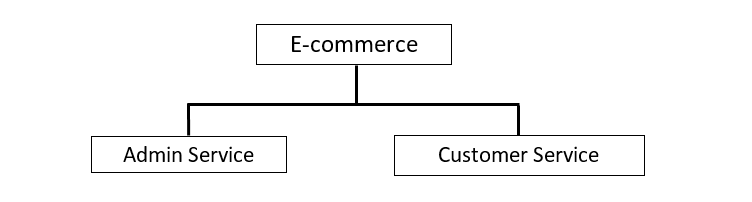 E-commerce
Admin Service
Customer Service